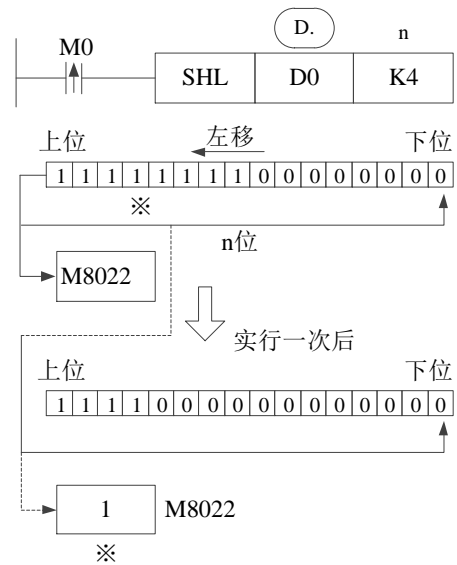 D. n
M0
SHL D0 K4
上位 左移 下位
1 1 1 1 1 1 1 1 0 0 0 0 0 0 0 0
※
n位
M8022
实行一次后
上位 下位
1 1 1 1 0 0 0 0 0 0 0 0 0 0 0 0
1 M8022
※